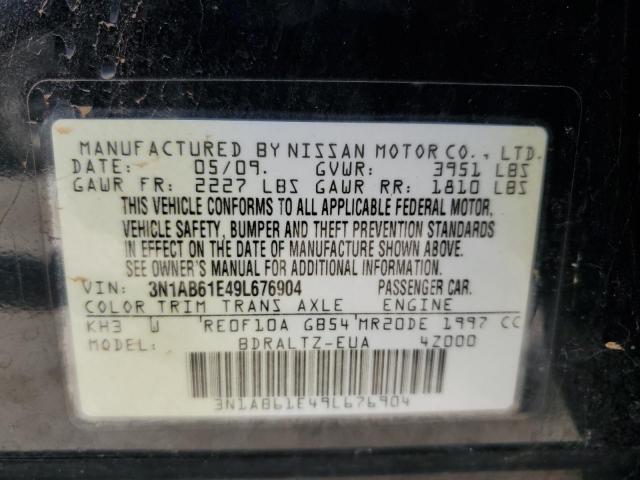 MANUFACTURED BY NISSAN MOTOR CO., LTD.
DATE: 05/09. GVWR: 3951 LBS
GAWR FR: 2227 LBS GAWR RR: 1810 LBS
THIS VEHICLE CONFORMS TO ALL APPLICABLE FEDERAL MOTOR,
VEHICLE SAFETY, BUMPER AND THEFT PREVENTION STANDARDS
IN EFFECT ON THE DATE OF MANUFACTURE SHOWN ABOVE.
SEE OWNER'S MANUAL FOR ADDITIONAL INFORMATION.
VIN: 3N1AB61E49L676904 PASSENGER CAR.
COLOR TRIM TRANS AXLE ENGINE
KH3 W RE0F10A GB54 MR20DE 1997 CC
MODEL: BDRALTZ-EUA 4Z000
3N1AB61E49L676904